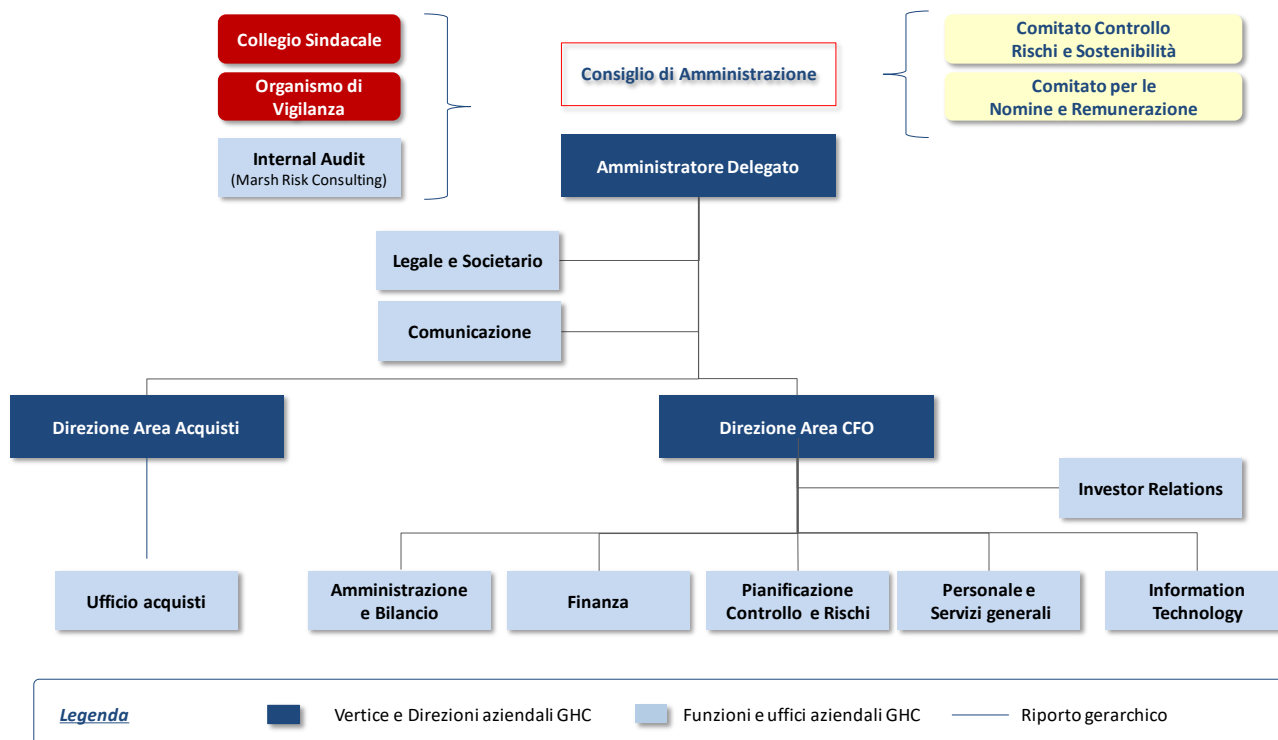 Collegio Sindacale
Organismo di
Vigilanza
Internal Audit
(Marsh Risk Consulting)
Consiglio di Amministrazione
Comitato Controllo
Rischi e Sostenibilità
Comitato per le
Nomine e Remunerazione
Amministratore Delegato
Legale e Societario
Comunicazione
Direzione Area Acquisti
Direzione Area CFO
Investor Relations
Ufficio acquisti
Amministrazione
e Bilancio
Finanza
Pianificazione
Controllo e Rischi
Personale e
Servizi generali
Information
Technology
Legenda
Vertice e Direzioni aziendali GHC
Funzioni e uffici aziendali GHC
Riporto gerarchico